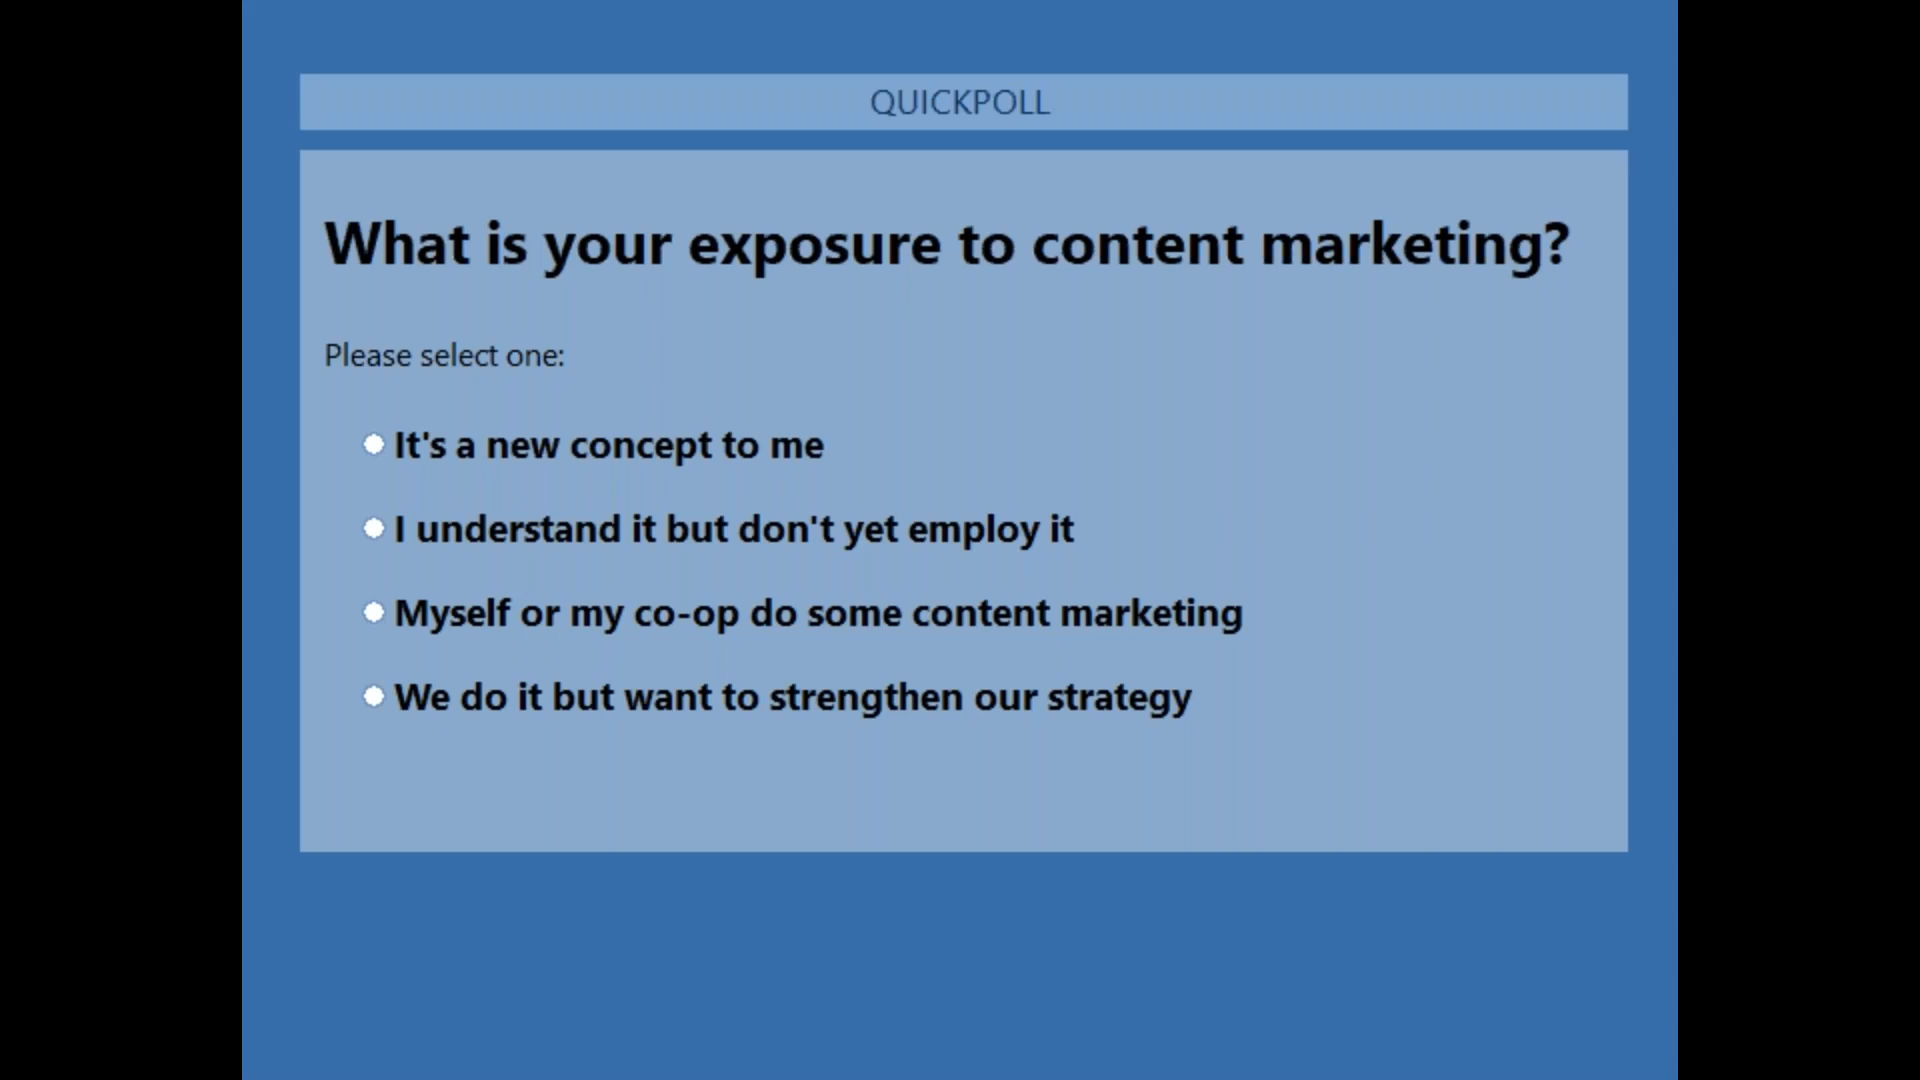 QUICKPOLL
What is your exposure to content marketing?
Please select one:
It's a new concept to me
I understand it but don't yet employ it
Myself or my co-op do some content marketing
We do it but want to strengthen our strategy